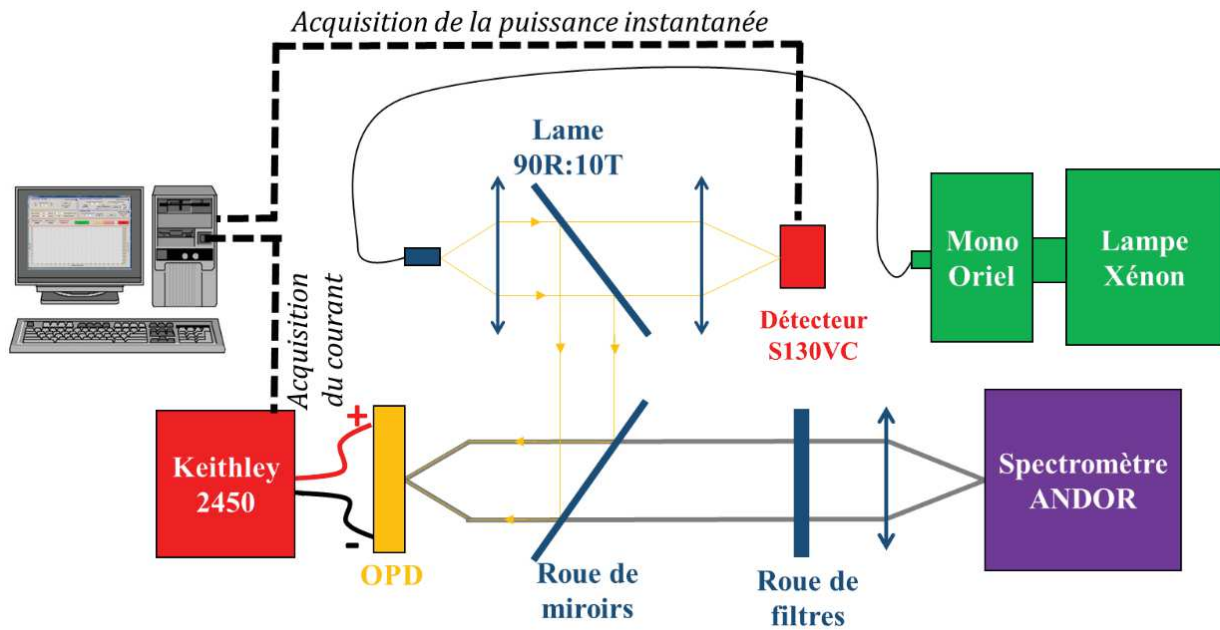 Acquisition de la puissance instantanée
Lame
90R:10T
Mono
Oriel
Lampe
Xénon
Détecteur
S130VC
Acquisition
du courant
Keithley
2450
+
-
OPD
Roue de
miroirs
Roue de
filtres
Spectromètre
ANDOR